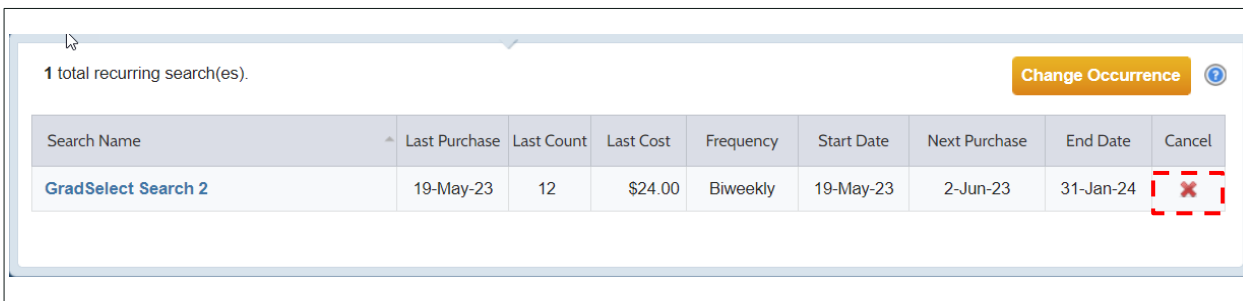 1 total recurring search(es).
Change Occurrence
?
Search Name Last Purchase Last Count Last Cost Frequency Start Date Next Purchase End Date Cancel
GradSelect Search 2 19-May-23 12 $24.00 Biweekly 19-May-23 2-Jun-23 31-Jan-24